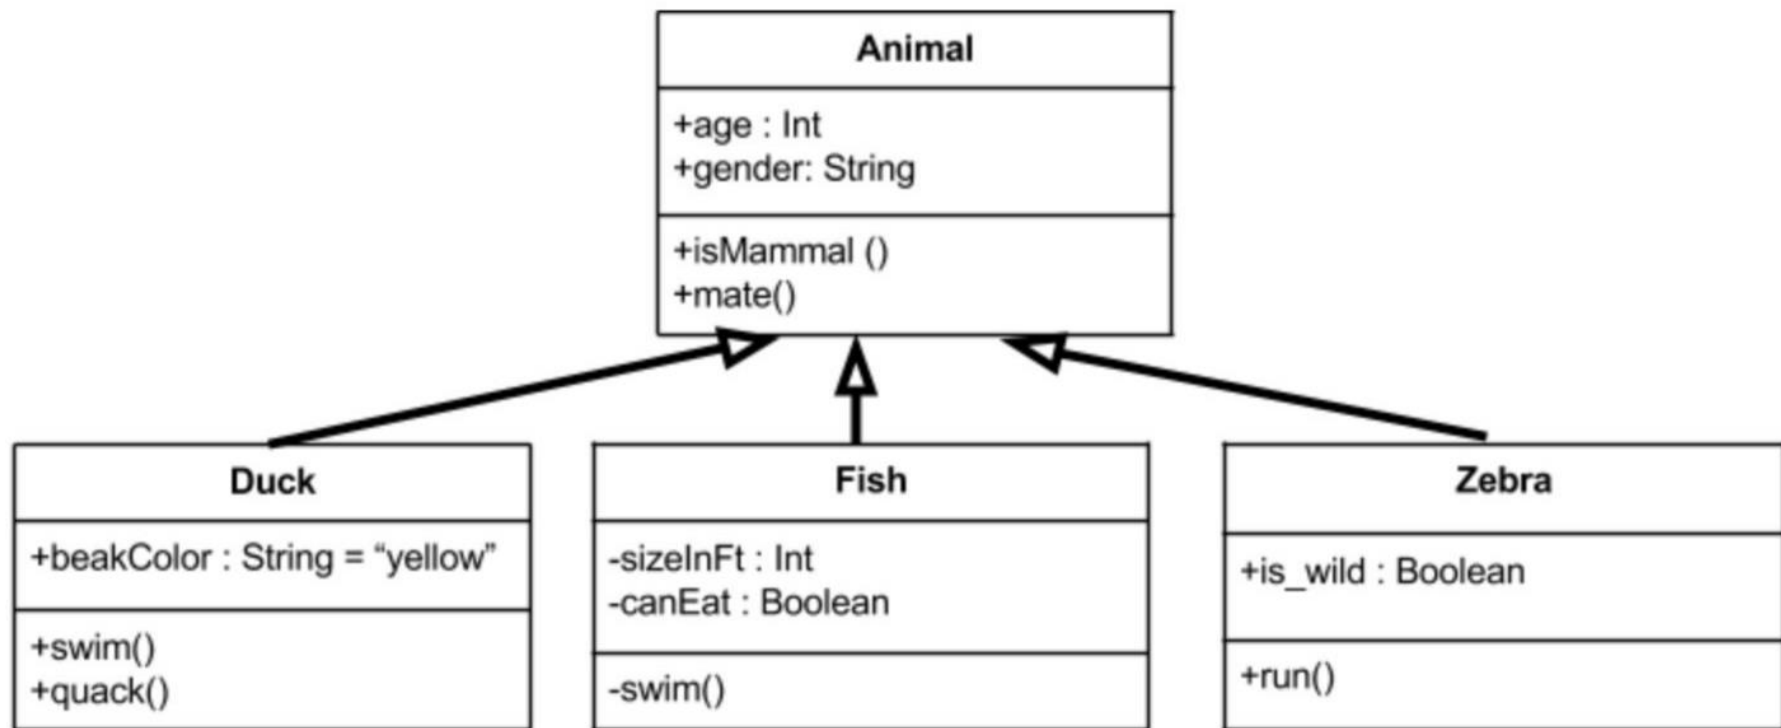 Animal
+age : Int
+gender: String
+isMammal ()
+mate()
Duck
+beakColor : String = “yellow”
+swim()
+quack()
Fish
-sizeInFt : Int
-canEat : Boolean
-swim()
Zebra
+is_wild : Boolean
+run()